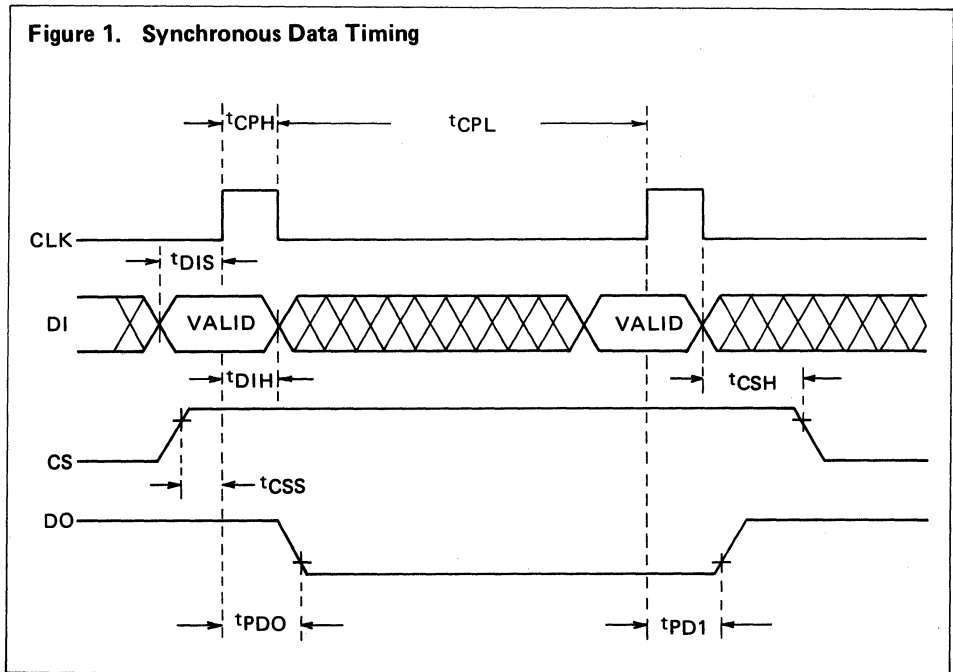 Figure 1. Synchronous Data Timing
tCPH
tCPL
CLK
tDIS
DI
VALID
VALID
tDIH
tCSH
CS
tCSS
DO
tPDO
tPD1